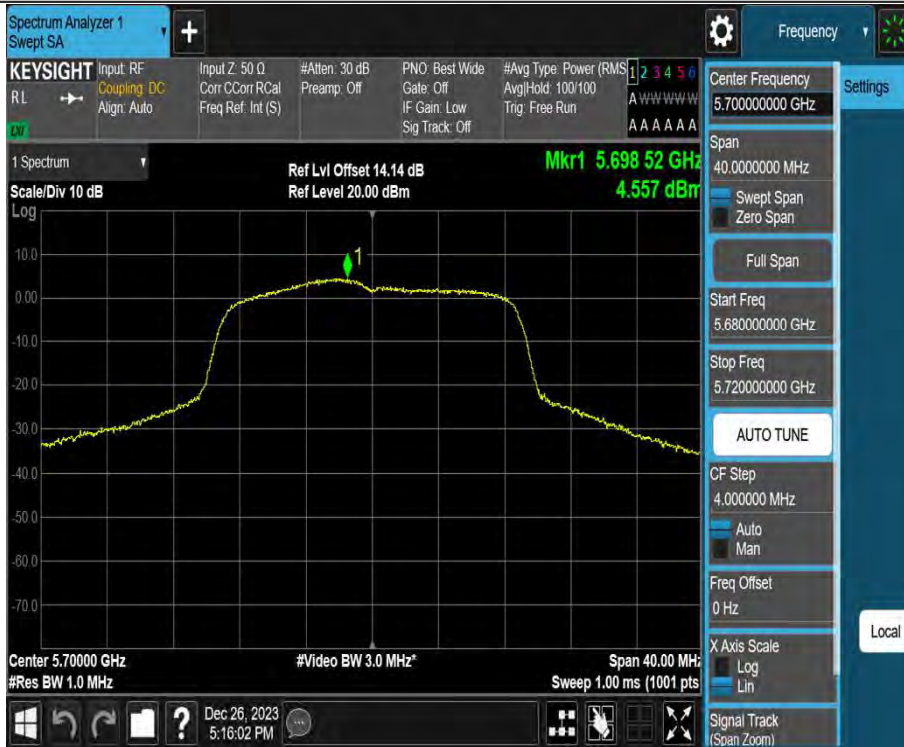 Spectrum Analyzer 1
Swept SA
+
Frequency
KEYSIGHT
RL
LXI
Input: RF
Coupling: DC
Align: Auto
Input Z: 50 Ω
Corr CCorr RCal
Freq Ref: Int (S)
#Atten: 30 dB
Preamp: Off
PNO: Best Wide
Gate: Off
IF Gain: Low
Sig Track: Off
#Avg Type: Power (RMS
Avg|Hold: 100/100
Trig: Free Run
1 2 3 4 5 6
A W W W W W
A A A A A A
1 Spectrum
Scale/Div 10 dB
Log
Ref Lvl Offset 14.14 dB
Ref Level 20.00 dBm
Mkr1 5.698 52 GHz
4.557 dBm
1
10.0
0.00
-10.0
-20.0
-30.0
-40.0
-50.0
-60.0
-70.0
Center 5.70000 GHz
#Res BW 1.0 MHz
#Video BW 3.0 MHz*
Span 40.00 MHz
Sweep 1.00 ms (1001 pts
?
Dec 26, 2023
5:16:02 PM
Center Frequency
5.700000000 GHz
Span
40.0000000 MHz
Swept Span
Zero Span
Full Span
Start Freq
5.680000000 GHz
Stop Freq
5.720000000 GHz
AUTO TUNE
CF Step
4.000000 MHz
Auto
Man
Freq Offset
0 Hz
X Axis Scale
Log
Lin
Signal Track
(Span Zoom)
Settings
Local